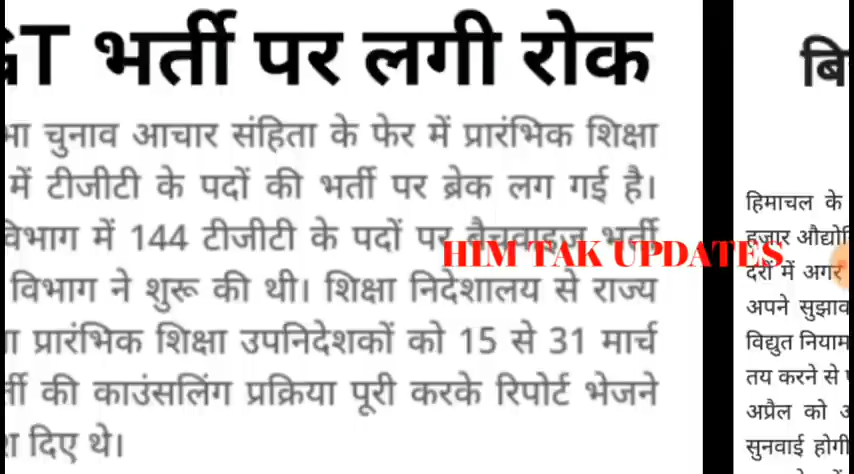 GT भर्ती पर लगी रोक
चुनाव आचार संहिता के फेर में प्रारंभिक शिक्षा
में टीजीटी के पदों की भर्ती पर ब्रेक लग गई है।
विभाग में 144 टीजीटी के पदों पर बैचवाइज भर्ती
विभाग ने शुरू की थी। शिक्षा निदेशालय से राज्य
प्रारंभिक शिक्षा उपनिदेशकों को 15 से 31 मार्च
की काउंसलिंग प्रक्रिया पूरी करके रिपोर्ट भेजने
दिए थे।
HIM TAK UPDATES
बि
हिमाचल के
हजार
दरों में अगर
अपने सुझाव
विद्युत नियाम
तय करने से
अप्रैल को
सुनवाई होगी